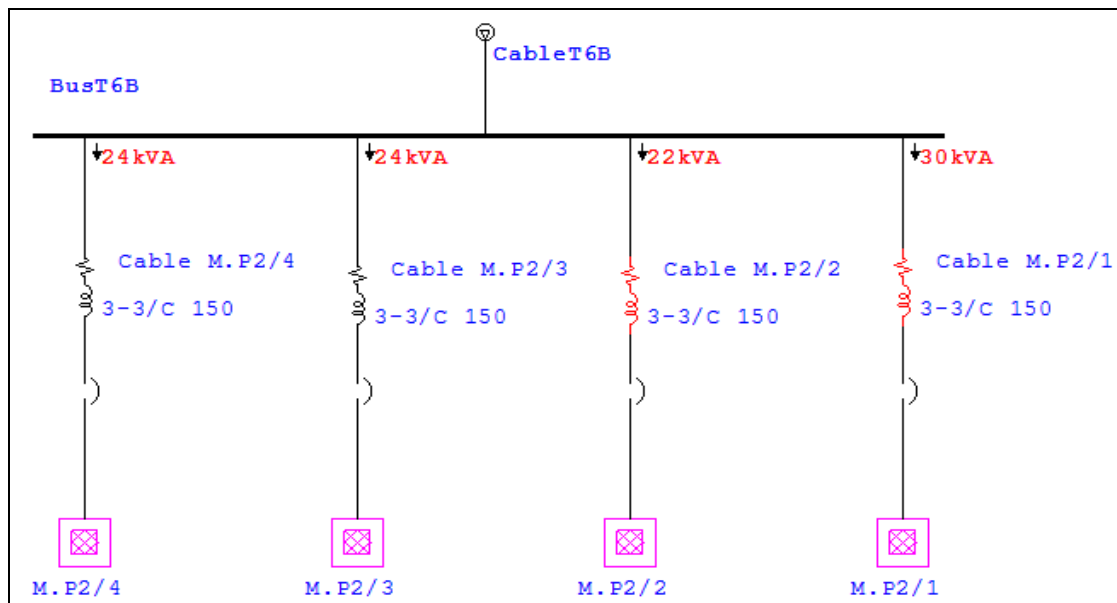 CableT6B
BusT6B
24kVA 24kVA 22kVA 30kVA
Cable M.P2/4 Cable M.P2/3 Cable M.P2/2 Cable M.P2/1
3-3/C 150 3-3/C 150 3-3/C 150 3-3/C 150
M.P2/4 M.P2/3 M.P2/2 M.P2/1